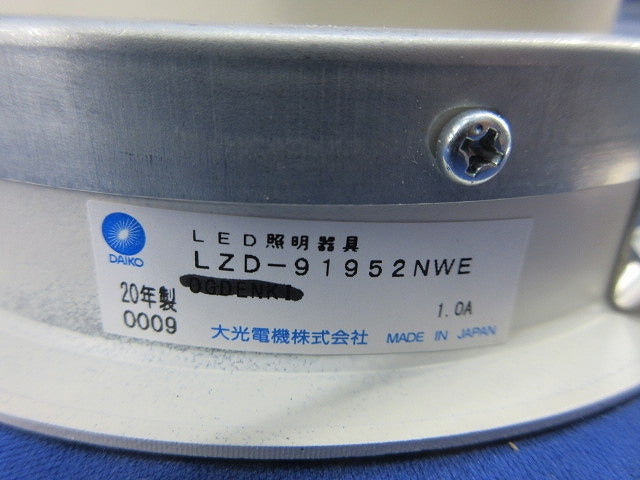 DAIKO
LED照明器具
LZD-91952NWE
OGDENKI
20年製
0009
1.0A
大光電機株式会社
MADE IN JAPAN